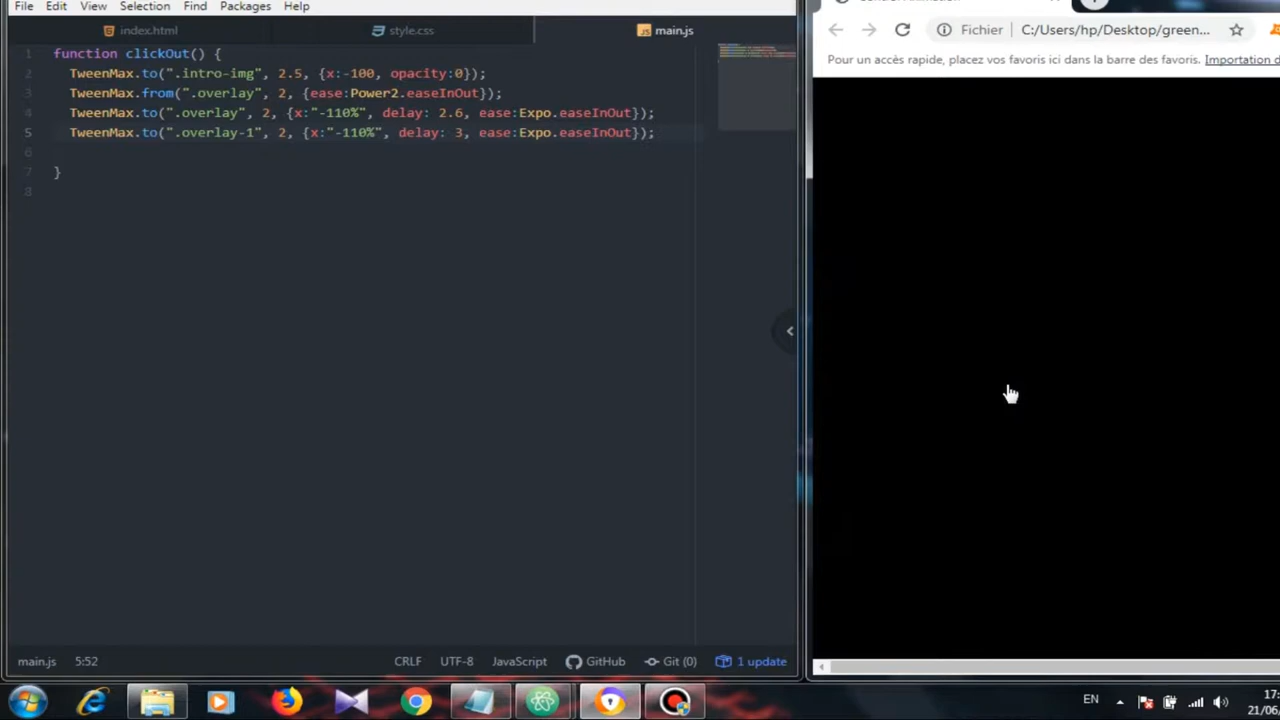 File Edit View Selection Find Packages Help
index.html style.css main.js
1 function clickOut() {
2 TweenMax.to(".intro-img", 2.5, {x:-100, opacity:0});
3 TweenMax.from(".overlay", 2, {ease:Power2.easeInOut});
4 TweenMax.to(".overlay", 2, {x:"-110%", delay: 2.6, ease:Expo.easeInOut});
5 TweenMax.to(".overlay-1", 2, {x:"-110%", delay: 3, ease:Expo.easeInOut});
6
7 }
8
main.js 5:52 CRLF UTF-8 JavaScript GitHub Git (0) 1 update
Fichier C:/Users/hp/Desktop/green...
Pour un accès rapide, placez vos favoris ici dans la barre des favoris. Importation d
EN
17:
21/06/